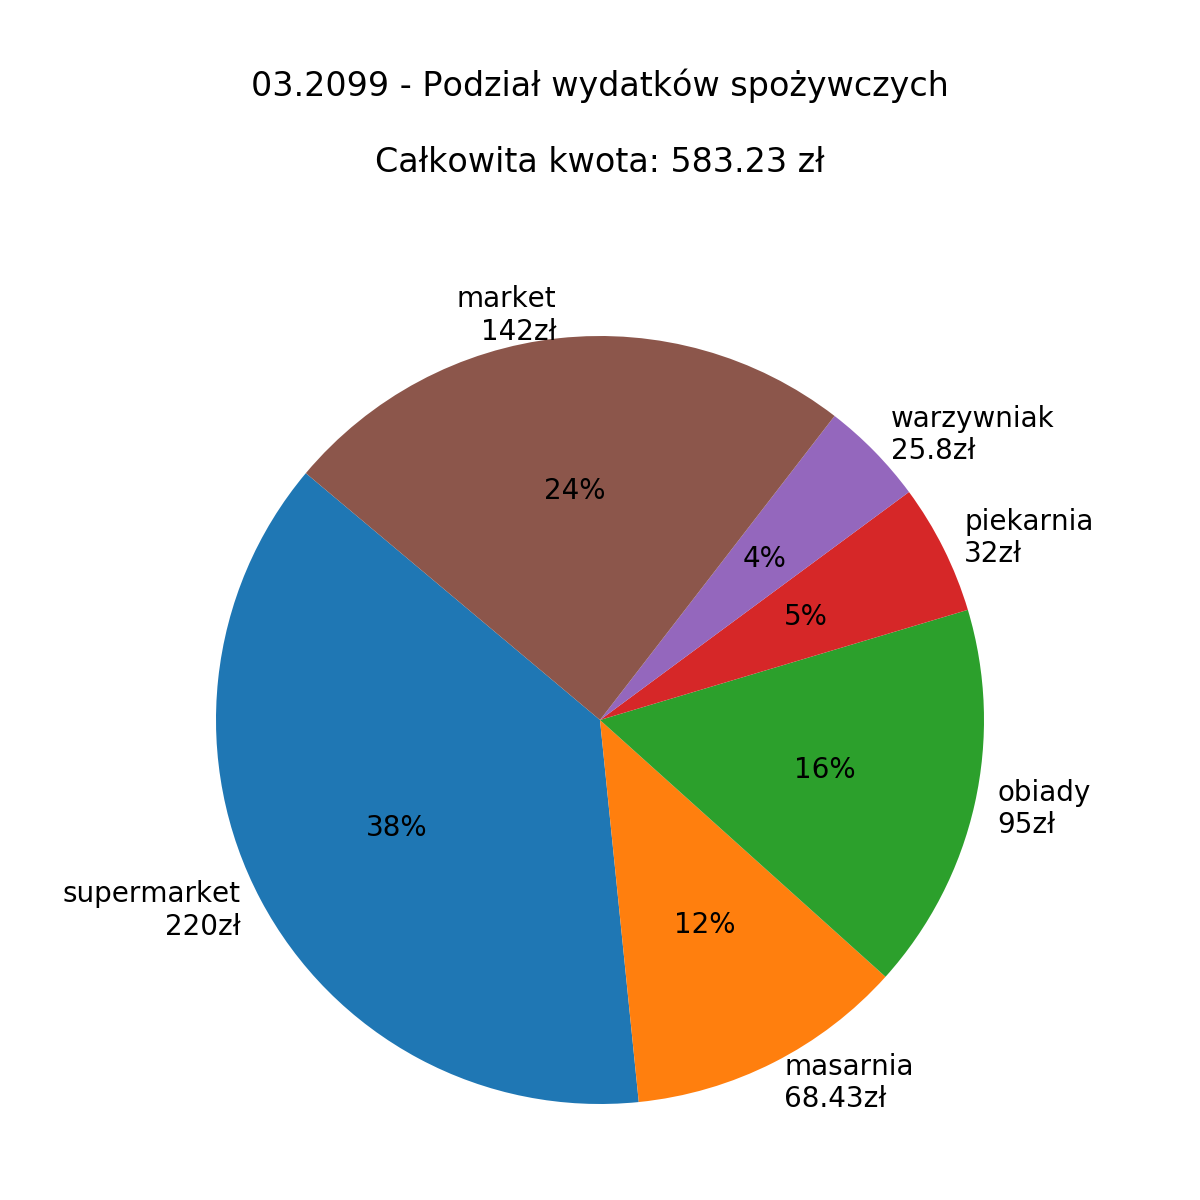 03.2099 - Podział wydatków spożywczych
Całkowita kwota: 583.23 zł
market
142zł
warzywniak
25.8zł
piekarnia
32zł
24%
4%
5%
obiady
95zł
16%
38%
supermarket
220zł
12%
masarnia
68.43zł